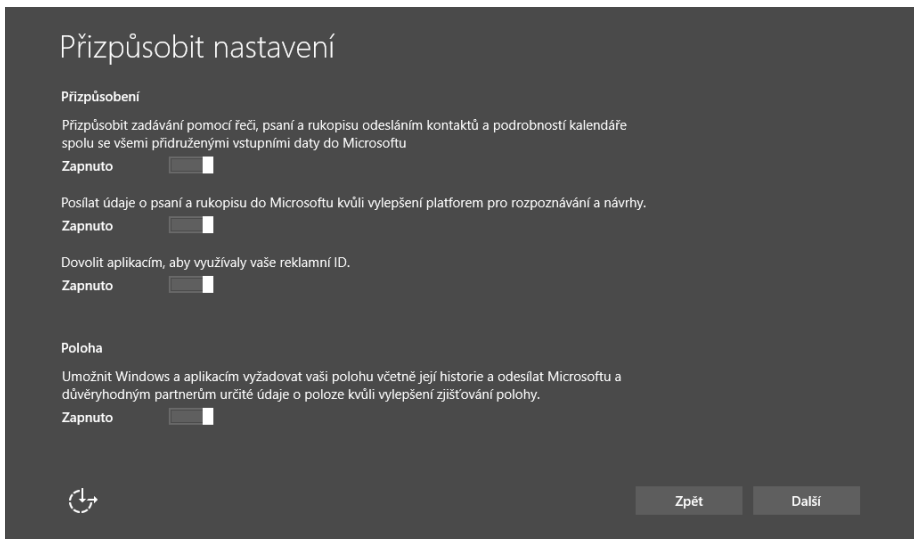 Přizpůsobit nastavení
Přizpůsobení
Přizpůsobit zadávání pomocí řeči, psaní a rukopisu odesláním kontaktů a podrobností kalendáře
spolu se všemi přidruženými vstupními daty do Microsoftu
Zapnuto
Posílat údaje o psaní a rukopisu do Microsoftu kvůli vylepšení platforem pro rozpoznávání a návrhy.
Zapnuto
Dovolit aplikacím, aby využívaly vaše reklamní ID.
Zapnuto
Poloha
Umožnit Windows a aplikacím vyžadovat vaši polohu včetně její historie a odesílat Microsoftu a
důvěryhodným partnerům určité údaje o poloze kvůli vylepšení zjišťování polohy.
Zapnuto
Zpět Další